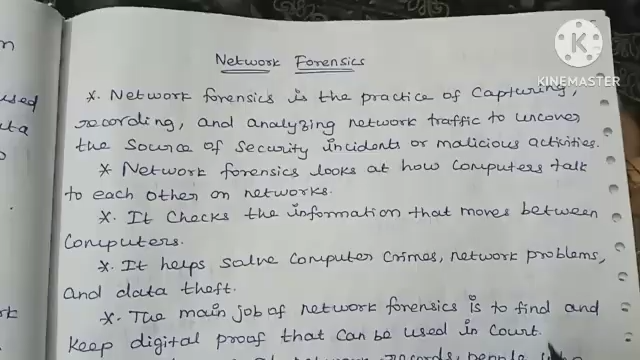 Network Forensics
*. Network forensics is the practice of Capturing,
recording, and analyzing network traffic to uncover
the source of security incidents or malicious activities.
* Network forensics looks at how computers talk
to each other on networks.
*. It Checks the information that moves between
Computers.
*. It helps solve Computer Crimes, network problems,
and data theft.
*. The main job of network forensics is to find and
Keep digital proof that can be used in Court.
records, people
used
K
KINEMASTER